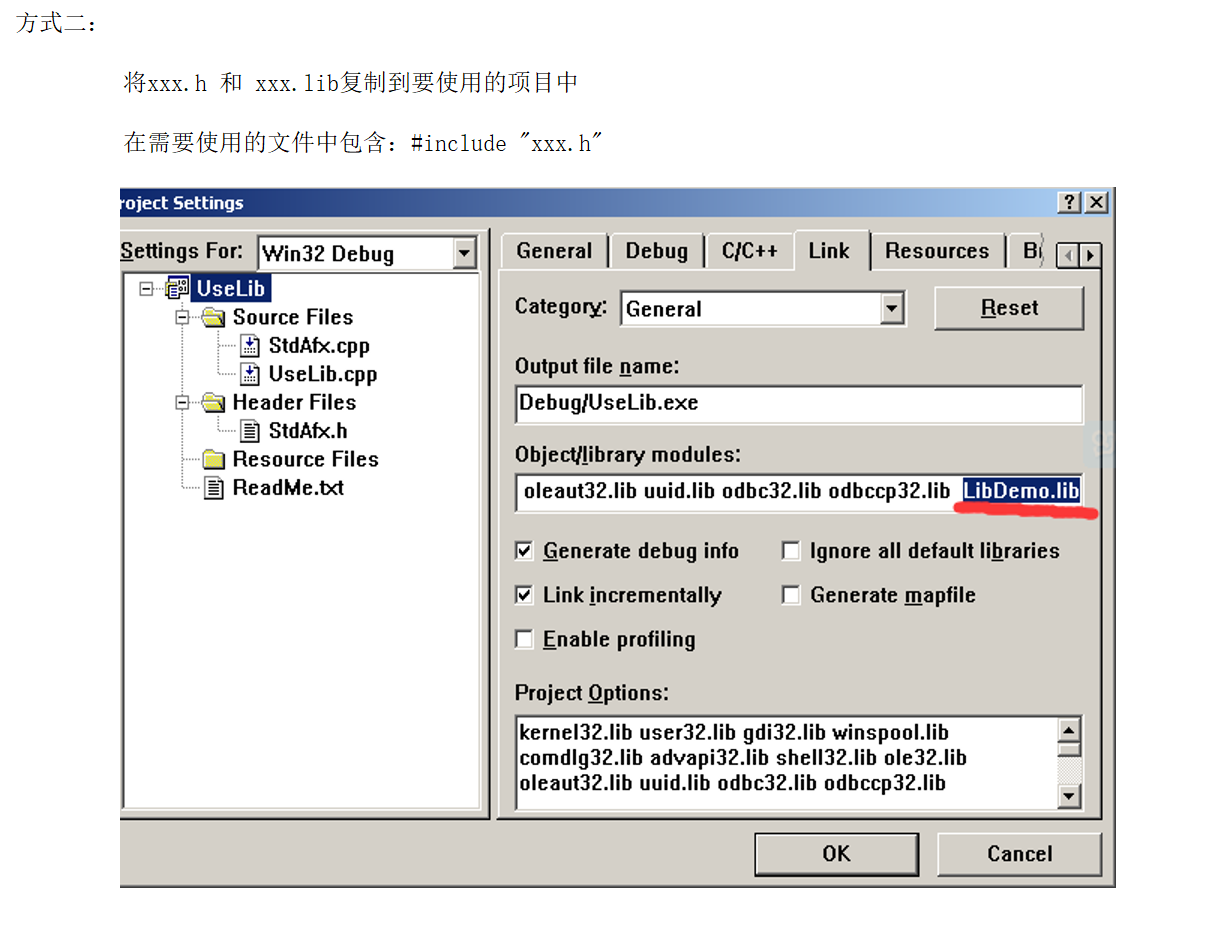 方式二：
将xxx.h 和 xxx.lib复制到要使用的项目中
在需要使用的文件中包含：#include "xxx.h"
roject Settings
Settings For:
Win32 Debug
UseLib
Source Files
StdAfx.cpp
UseLib.cpp
Header Files
StdAfx.h
Resource Files
ReadMe.txt
General Debug C/C++ Link Resources
Category:
General
Reset
Output file name:
Debug/UseLib.exe
Object/library modules:
oleaut32.lib uuid.lib odbc32.lib odbccp32.lib LibDemo.lib
Generate debug info
Ignore all default libraries
Link incrementally
Generate mapfile
Enable profiling
Project Options:
kernel32.lib user32.lib gdi32.lib winspool.lib
comdlg32.lib advapi32.lib shell32.lib ole32.lib
oleaut32.lib uuid.lib odbc32.lib odbccp32.lib
OK
Cancel